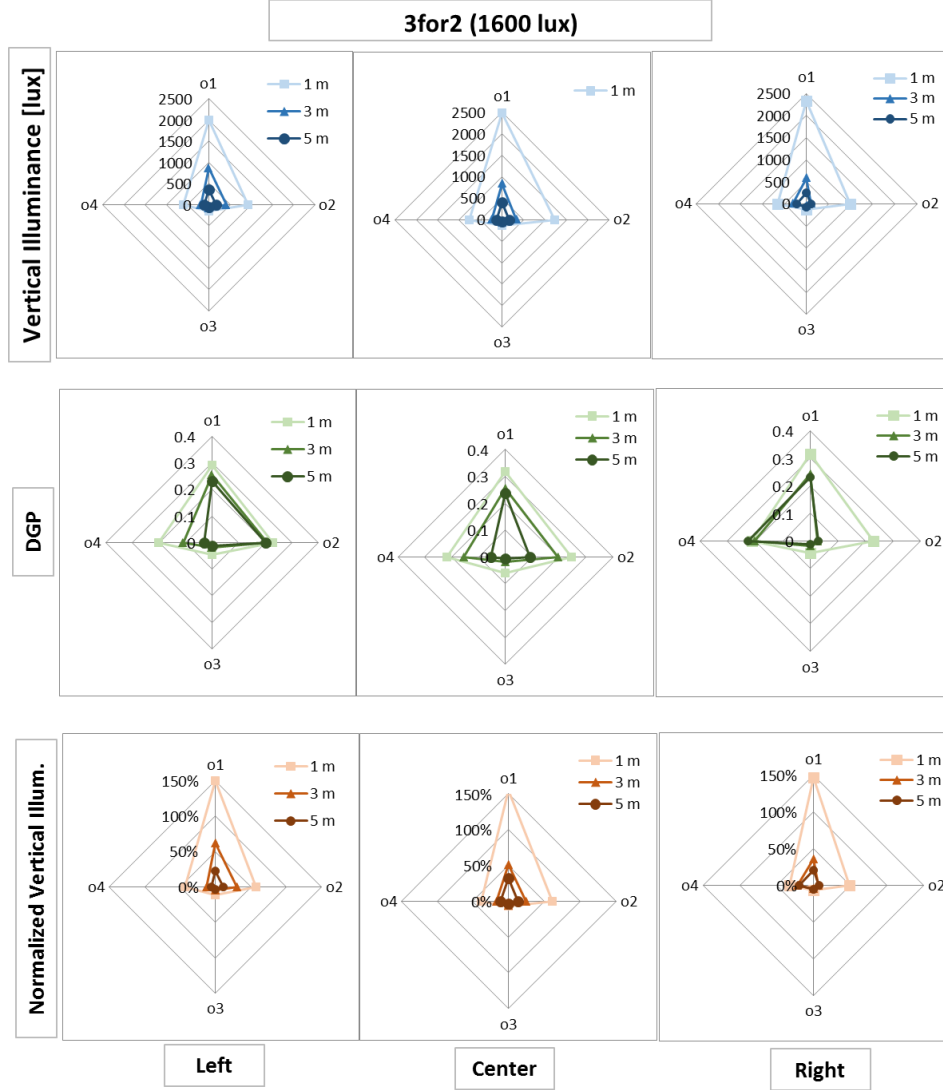 3for2 (1600 lux)
Vertical Illuminance [lux]
o1
2500
2000
1500
1000
500
0
o4
o2
o3
1 m
3 m
5 m
o1
2500
2000
1500
1000
500
0
o4
o2
o3
1 m
o1
2500
2000
1500
1000
500
0
o4
o2
o3
1 m
3 m
5 m
DGP
o1
0.4
0.3
0.2
0.1
0
o4
o2
o3
1 m
3 m
5 m
o1
0.4
0.3
0.2
0.1
0
o4
o2
o3
1 m
3 m
5 m
o1
0.4
0.3
0.2
0.1
0
o4
o2
o3
1 m
3 m
5 m
Normalized Vertical Illum.
o1
150%
100%
50%
0%
o4
o2
o3
1 m
3 m
5 m
o1
150%
100%
50%
0%
o4
o2
o3
1 m
3 m
5 m
o1
150%
100%
50%
0%
o4
o2
o3
1 m
3 m
5 m
Left
Center
Right